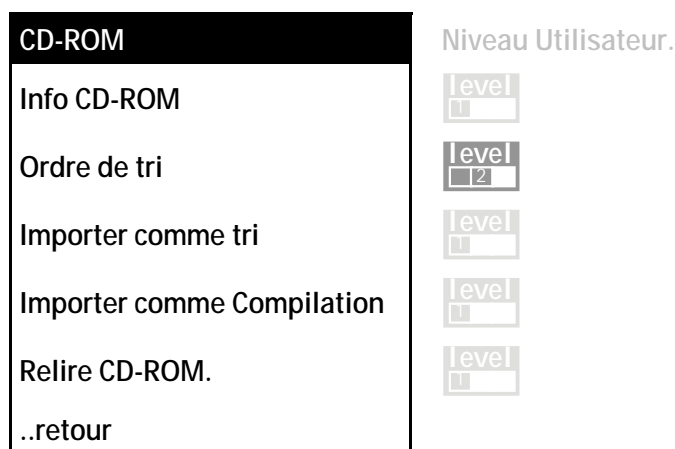 CD-ROM Niveau Utilisateur.
Info CD-ROM level 1
Ordre de tri level 2
Importer comme tri level 1
Importer comme Compilation level 1
Relire CD-ROM. level 1
..retour